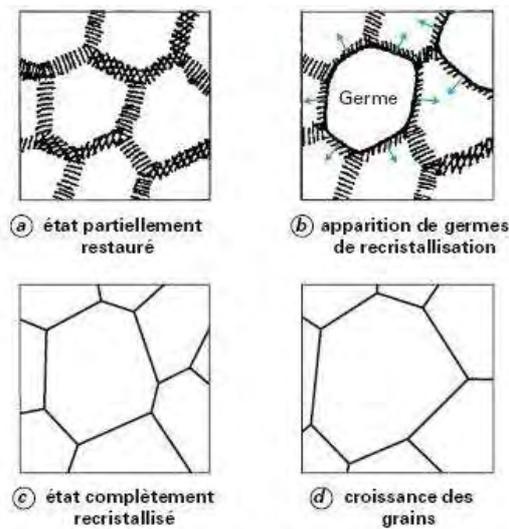 Germe
ⓐ état partiellement
restauré
ⓑ apparition de germes
de recristallisation
ⓒ état complètement
recristallisé
ⓓ croissance des
grains